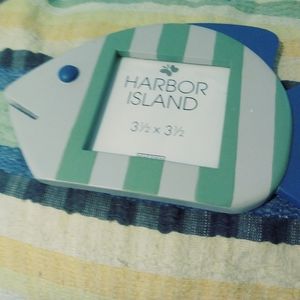 HARBOR
ISLAND
3½ x 3½